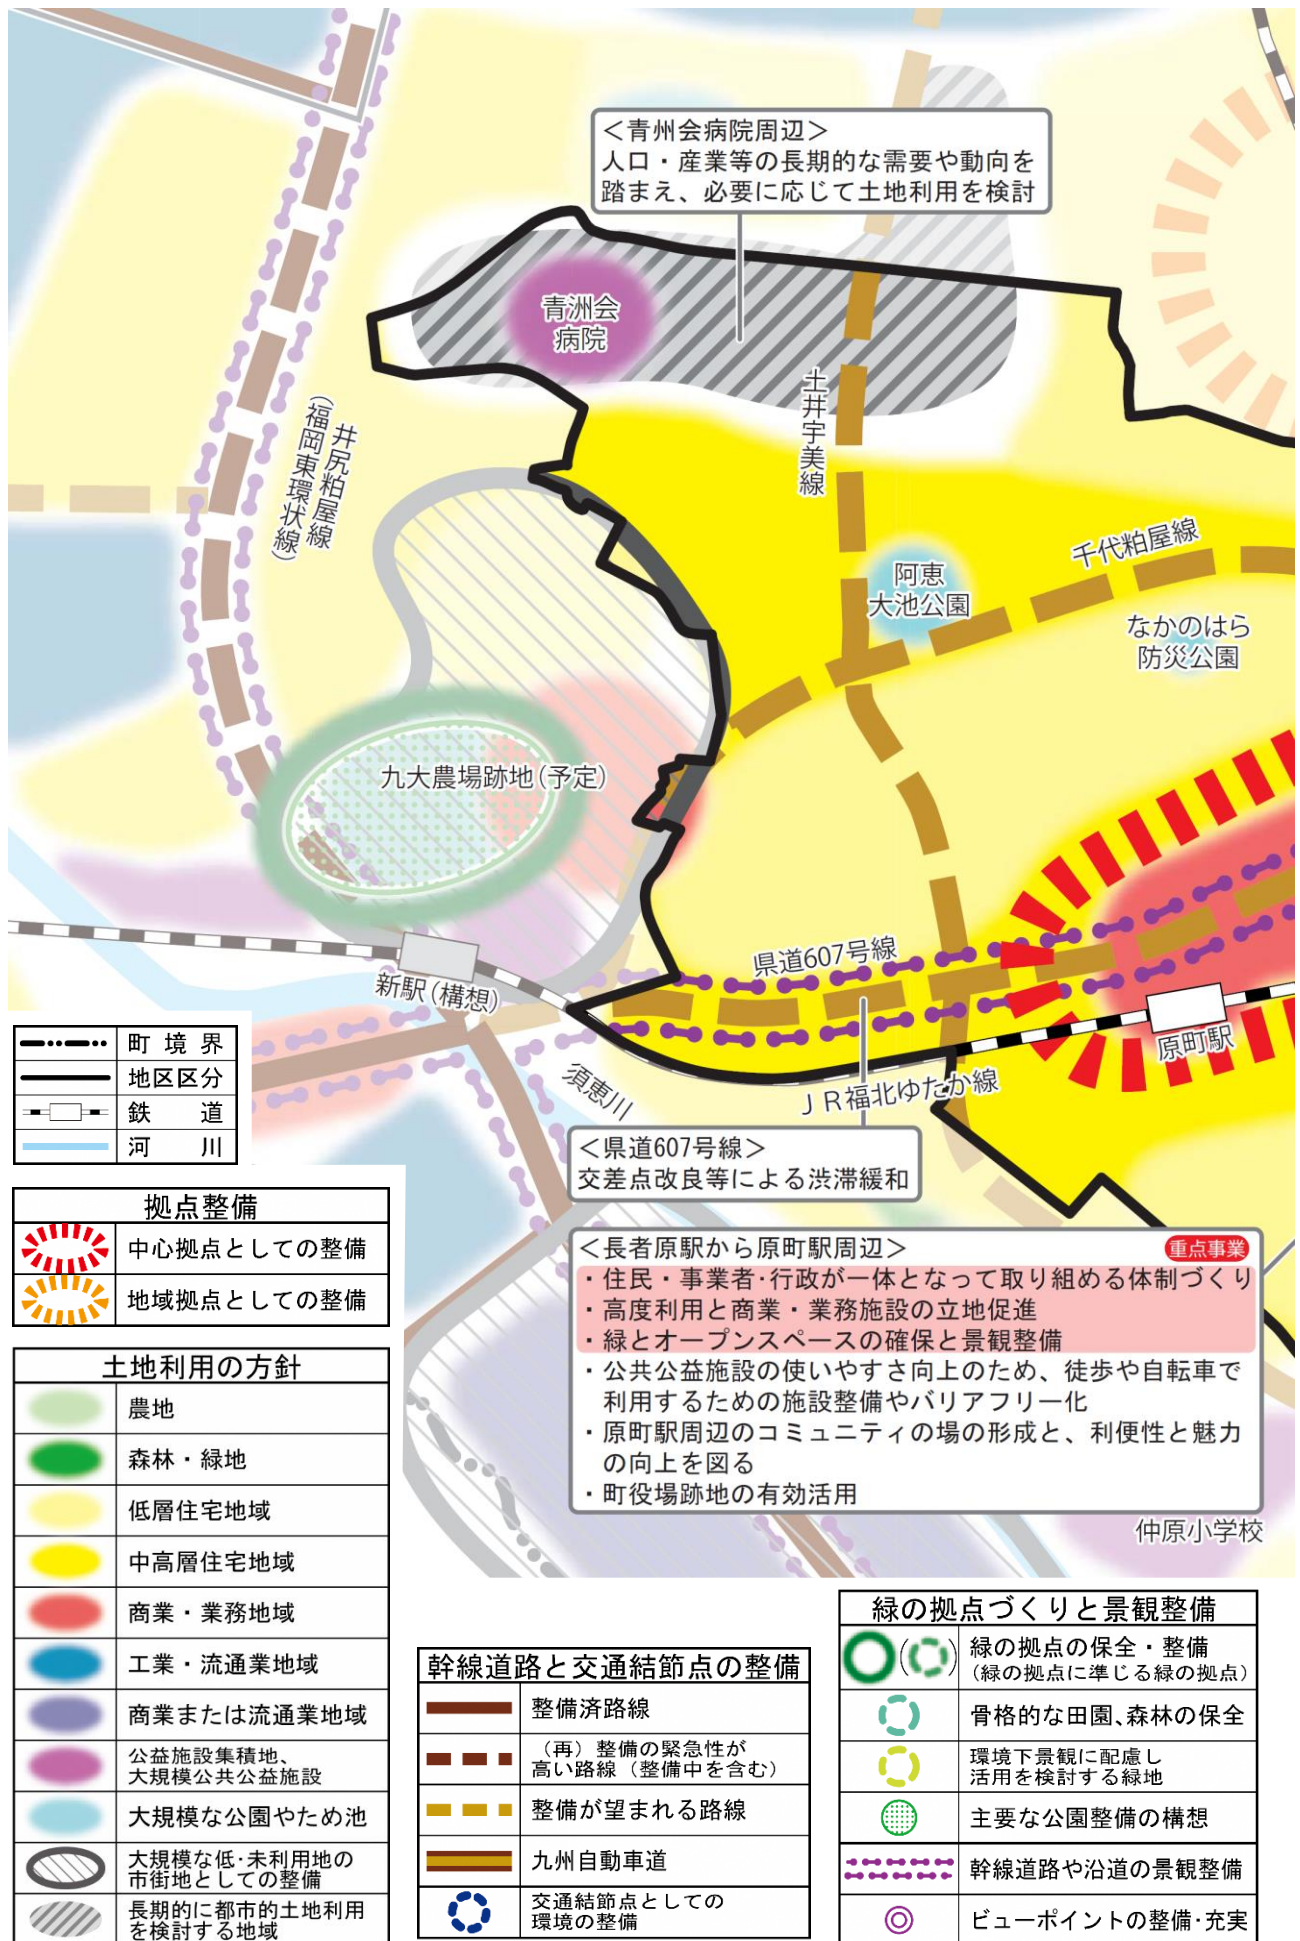 ＜青州会病院周辺＞
人口・産業等の長期的な需要や動向を
踏まえ、必要に応じて土地利用を検討
青洲会
病院
土井宇美線
井尻粕屋線
（福岡東環状線）
千代粕屋線
阿恵
大池公園
なかのはら
防災公園
九大農場跡地（予定）
県道607号線
新駅（構想）
原町駅
須恵川
ＪＲ福北ゆたか線
＜県道607号線＞
交差点改良等による渋滞緩和
＜長者原駅から原町駅周辺＞
重点事業
・住民・事業者・行政が一体となって取り組める体制づくり
・高度利用と商業・業務施設の立地促進
・緑とオープンスペースの確保と景観整備
・公共公益施設の使いやすさ向上のため、徒歩や自転車で
利用するための施設整備やバリアフリー化
・原町駅周辺のコミュニティの場の形成と、利便性と魅力
の向上を図る
・町役場跡地の有効活用
仲原小学校
町境界
地区区分
鉄道
河川
拠点整備
中心拠点としての整備
地域拠点としての整備
土地利用の方針
農地
森林・緑地
低層住宅地域
中高層住宅地域
商業・業務地域
工業・流通業地域
商業または流通業地域
公益施設集積地、
大規模公共公益施設
大規模な公園やため池
大規模な低・未利用地の
市街地としての整備
長期的に都市的土地利用
を検討する地域
幹線道路と交通結節点の整備
整備済路線
（再）整備の緊急性が
高い路線（整備中を含む）
整備が望まれる路線
九州自動車道
交通結節点としての
環境の整備
緑の拠点づくりと景観整備
緑の拠点の保全・整備
（緑の拠点に準じる緑の拠点）
骨格的な田園、森林の保全
環境下景観に配慮し
活用を検討する緑地
主要な公園整備の構想
幹線道路や沿道の景観整備
ビューポイントの整備・充実